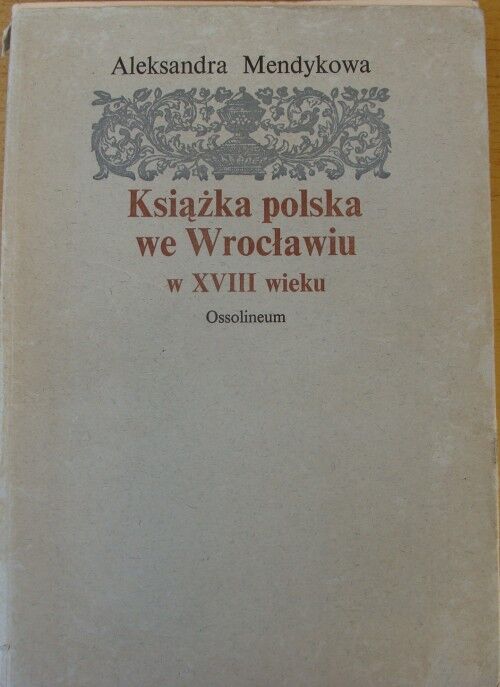 Aleksandra Mendykowa
Książka polska
we Wrocławiu
w XVIII wieku
Ossolineum